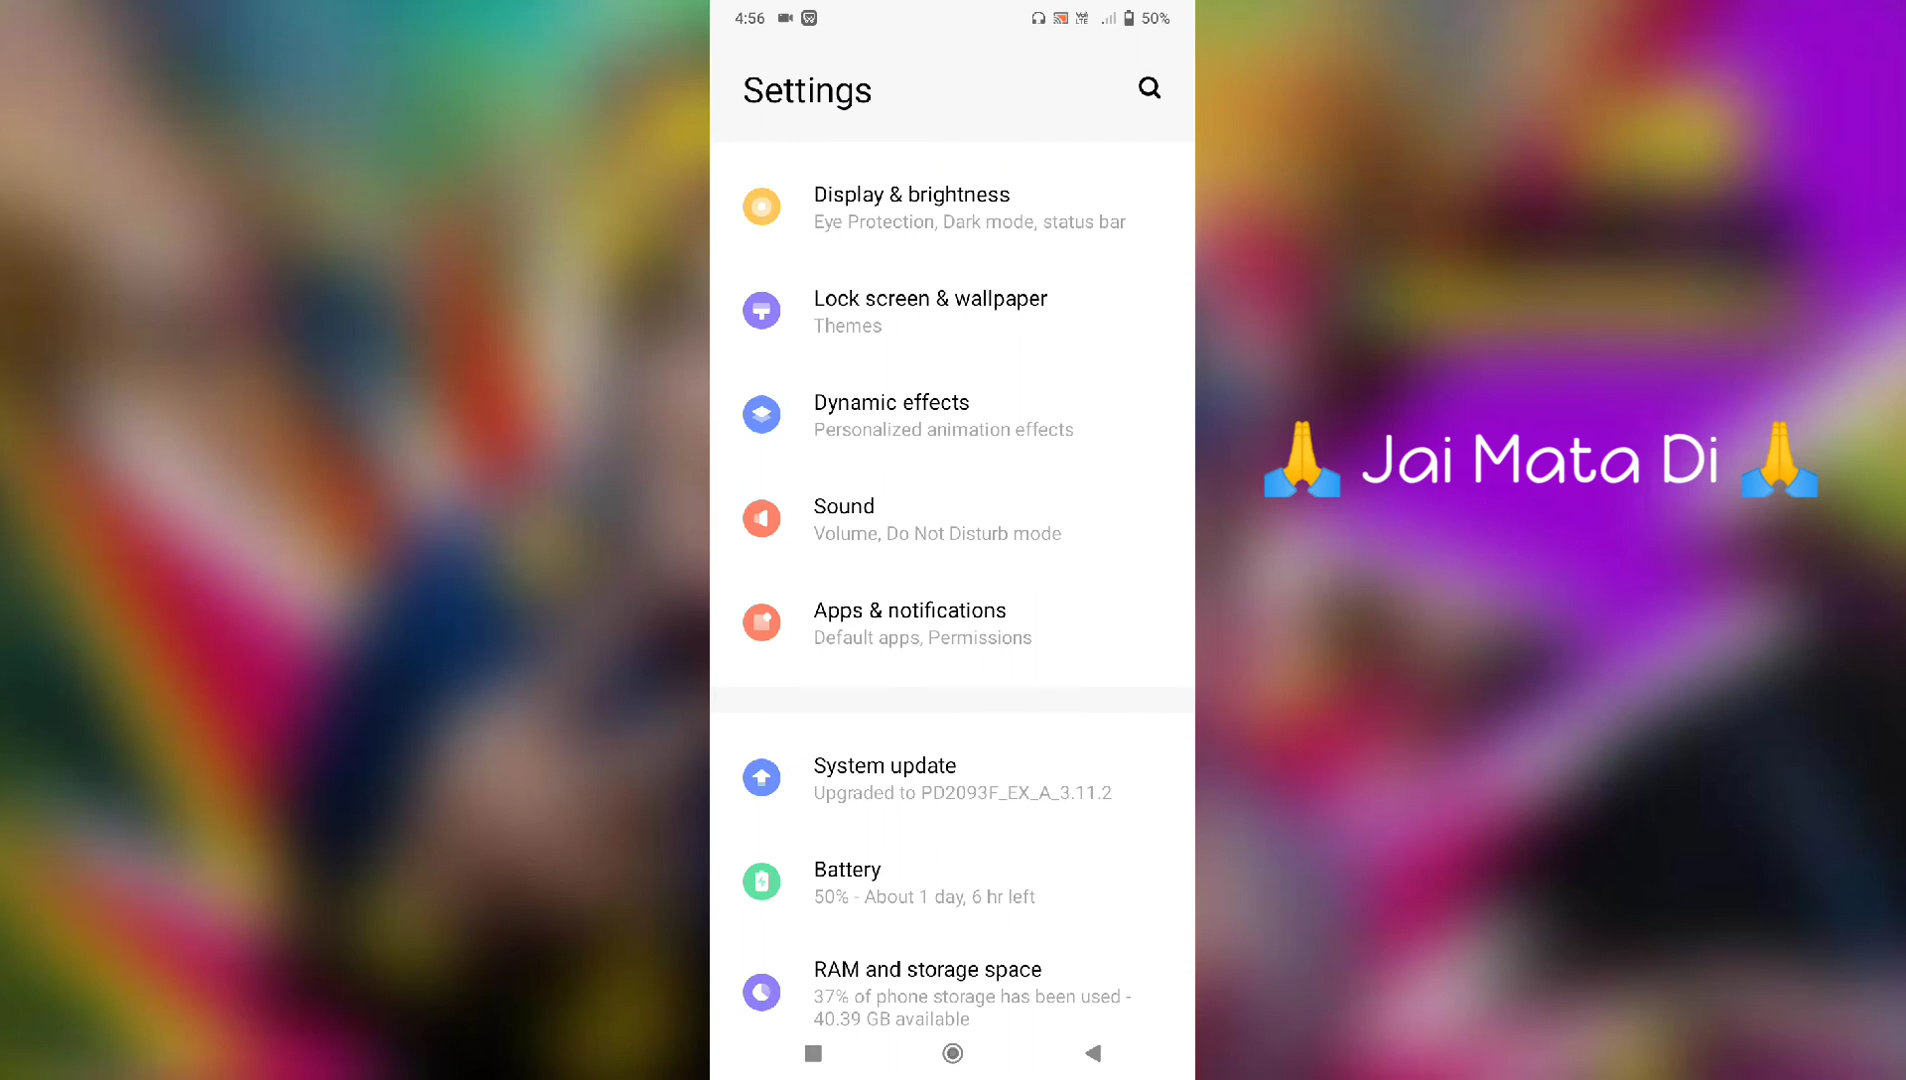 4:56
50%
Settings
Display & brightness
Eye Protection, Dark mode, status bar
Lock screen & wallpaper
Themes
Dynamic effects
Personalized animation effects
Sound
Volume, Do Not Disturb mode
Apps & notifications
Default apps, Permissions
System update
Upgraded to PD2093F_EX_A_3.11.2
Battery
50% - About 1 day, 6 hr left
RAM and storage space
37% of phone storage has been used -
40.39 GB available
🙏 Jai Mata Di 🙏